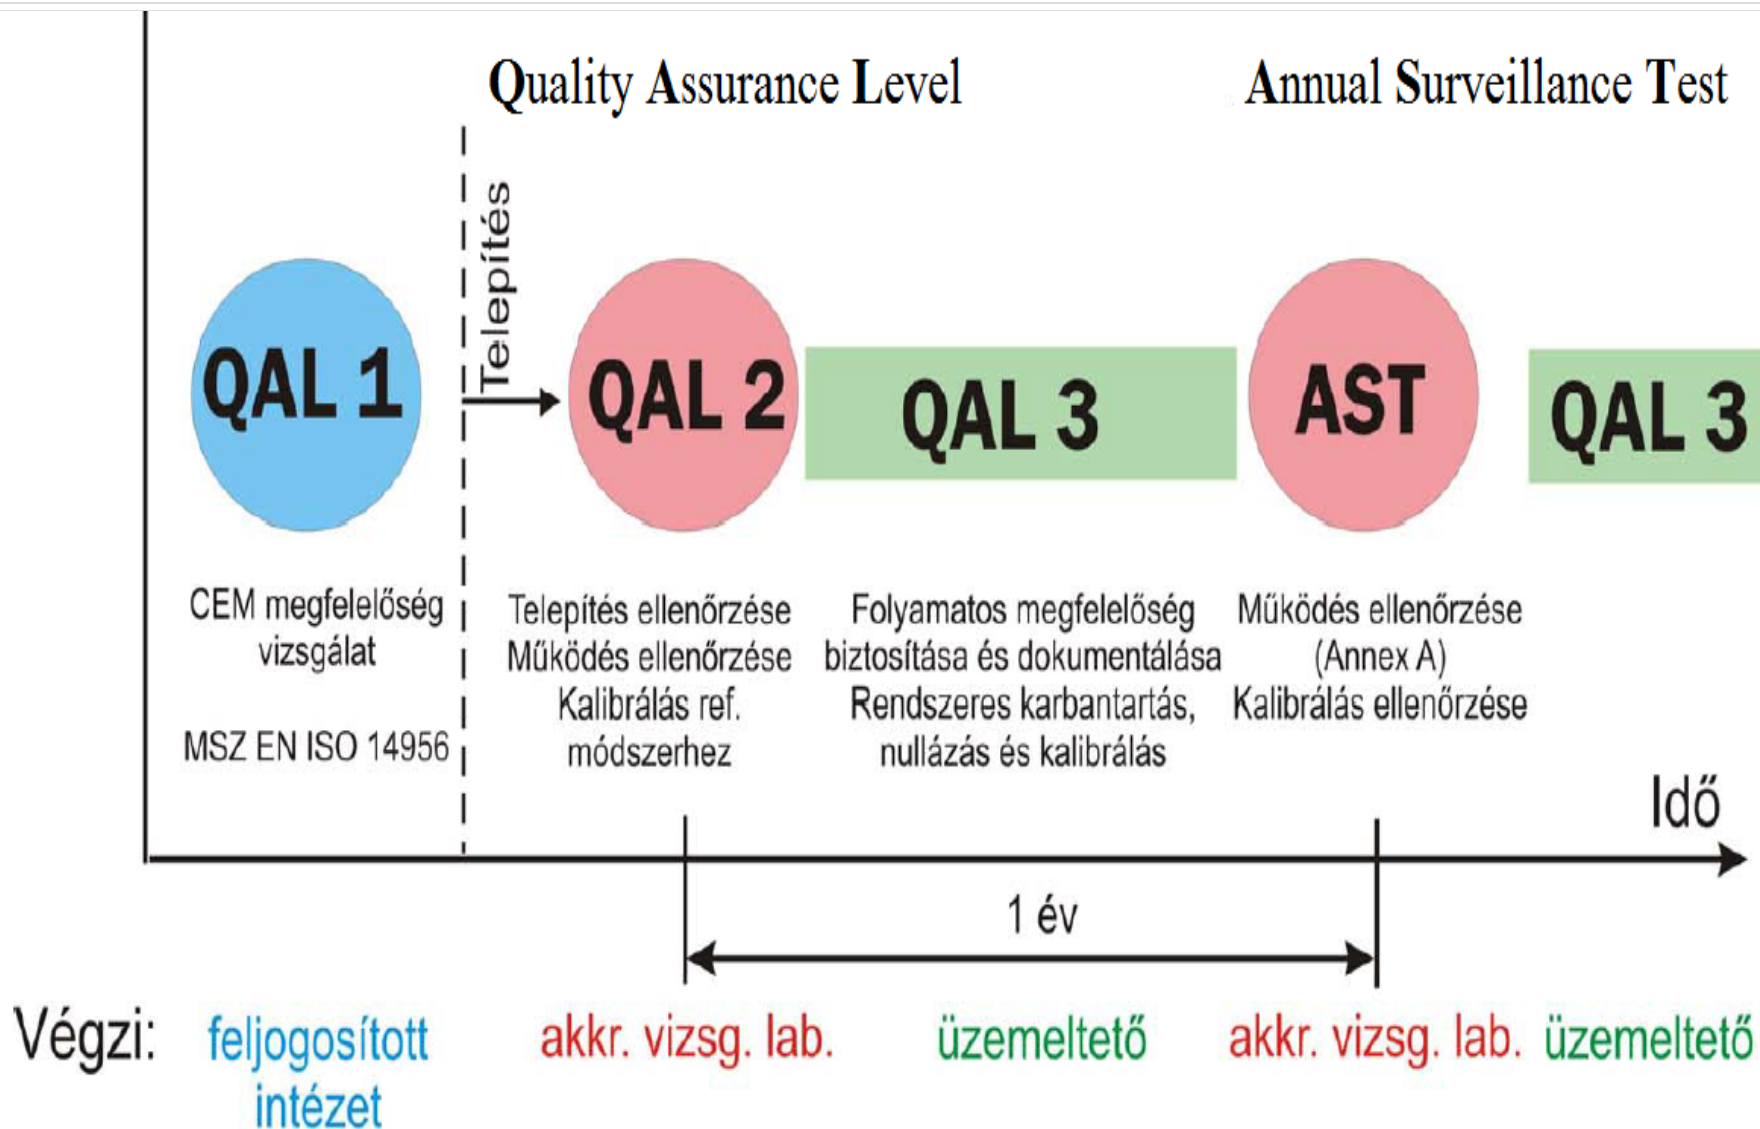 Quality Assurance Level
Annual Surveillance Test
Telepítés
QAL 1
QAL 2
QAL 3
AST
QAL 3
CEM megfelelőség
vizsgálat
MSZ EN ISO 14956
Telepítés ellenőrzése
Működés ellenőrzése
Kalibrálás ref.
módszerhez
Folyamatos megfelelőség
biztosítása és dokumentálása
Rendszeres karbantartás,
nullázás és kalibrálás
Működés ellenőrzése
(Annex A)
Kalibrálás ellenőrzése
Idő
1 év
Végzi:
feljogosított
intézet
akkr. vizsg. lab.
üzemeltető
akkr. vizsg. lab.
üzemeltető